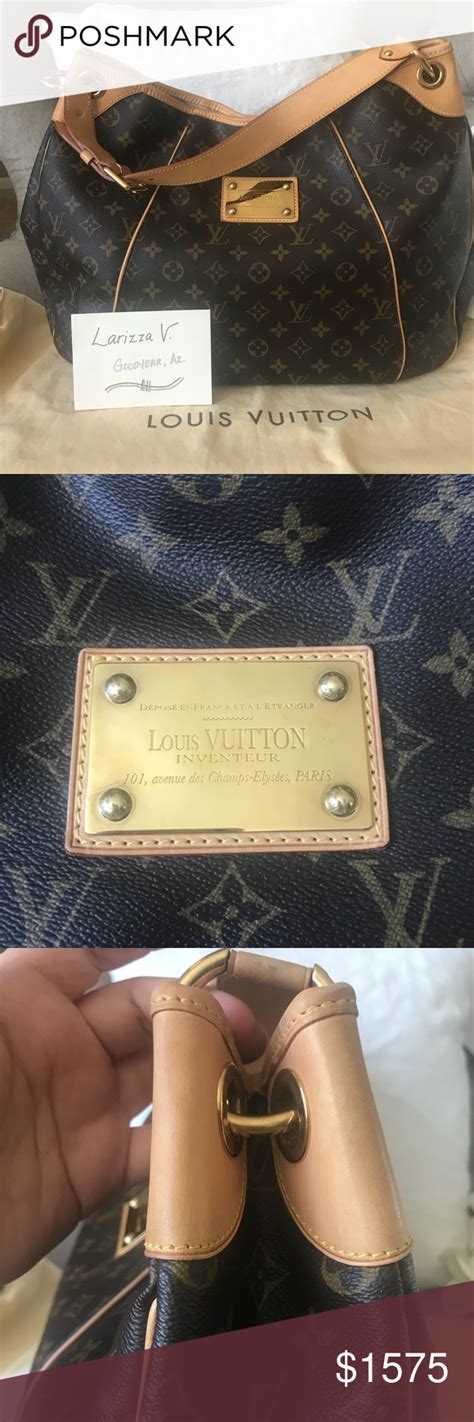 POSHMARK
Larizza V.
GOODYEAR, AZ.
LOUIS VUITTON
DÉPOSÉ EN FRANCE ET A L'ETRANGER
LOUIS VUITTON
INVENTEUR
101, avenue des Champs-Elysées, PARIS.
$1575